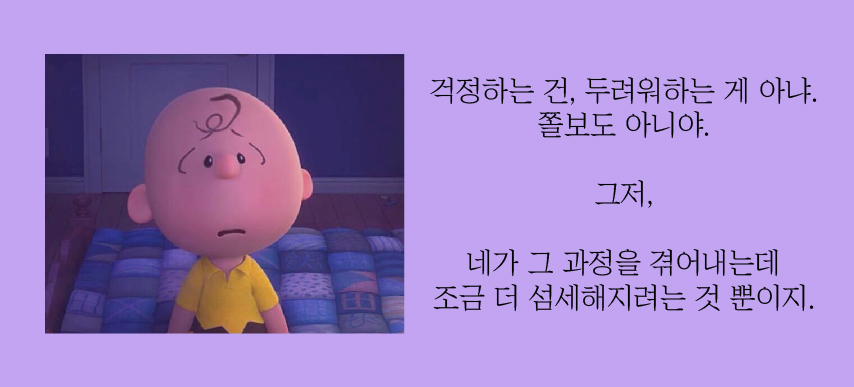 걱정하는 건, 두려워하는 게 아냐.
쫄보도 아니야.
그저,
네가 그 과정을 겪어내는데
조금 더 섬세해지려는 것 뿐이지.